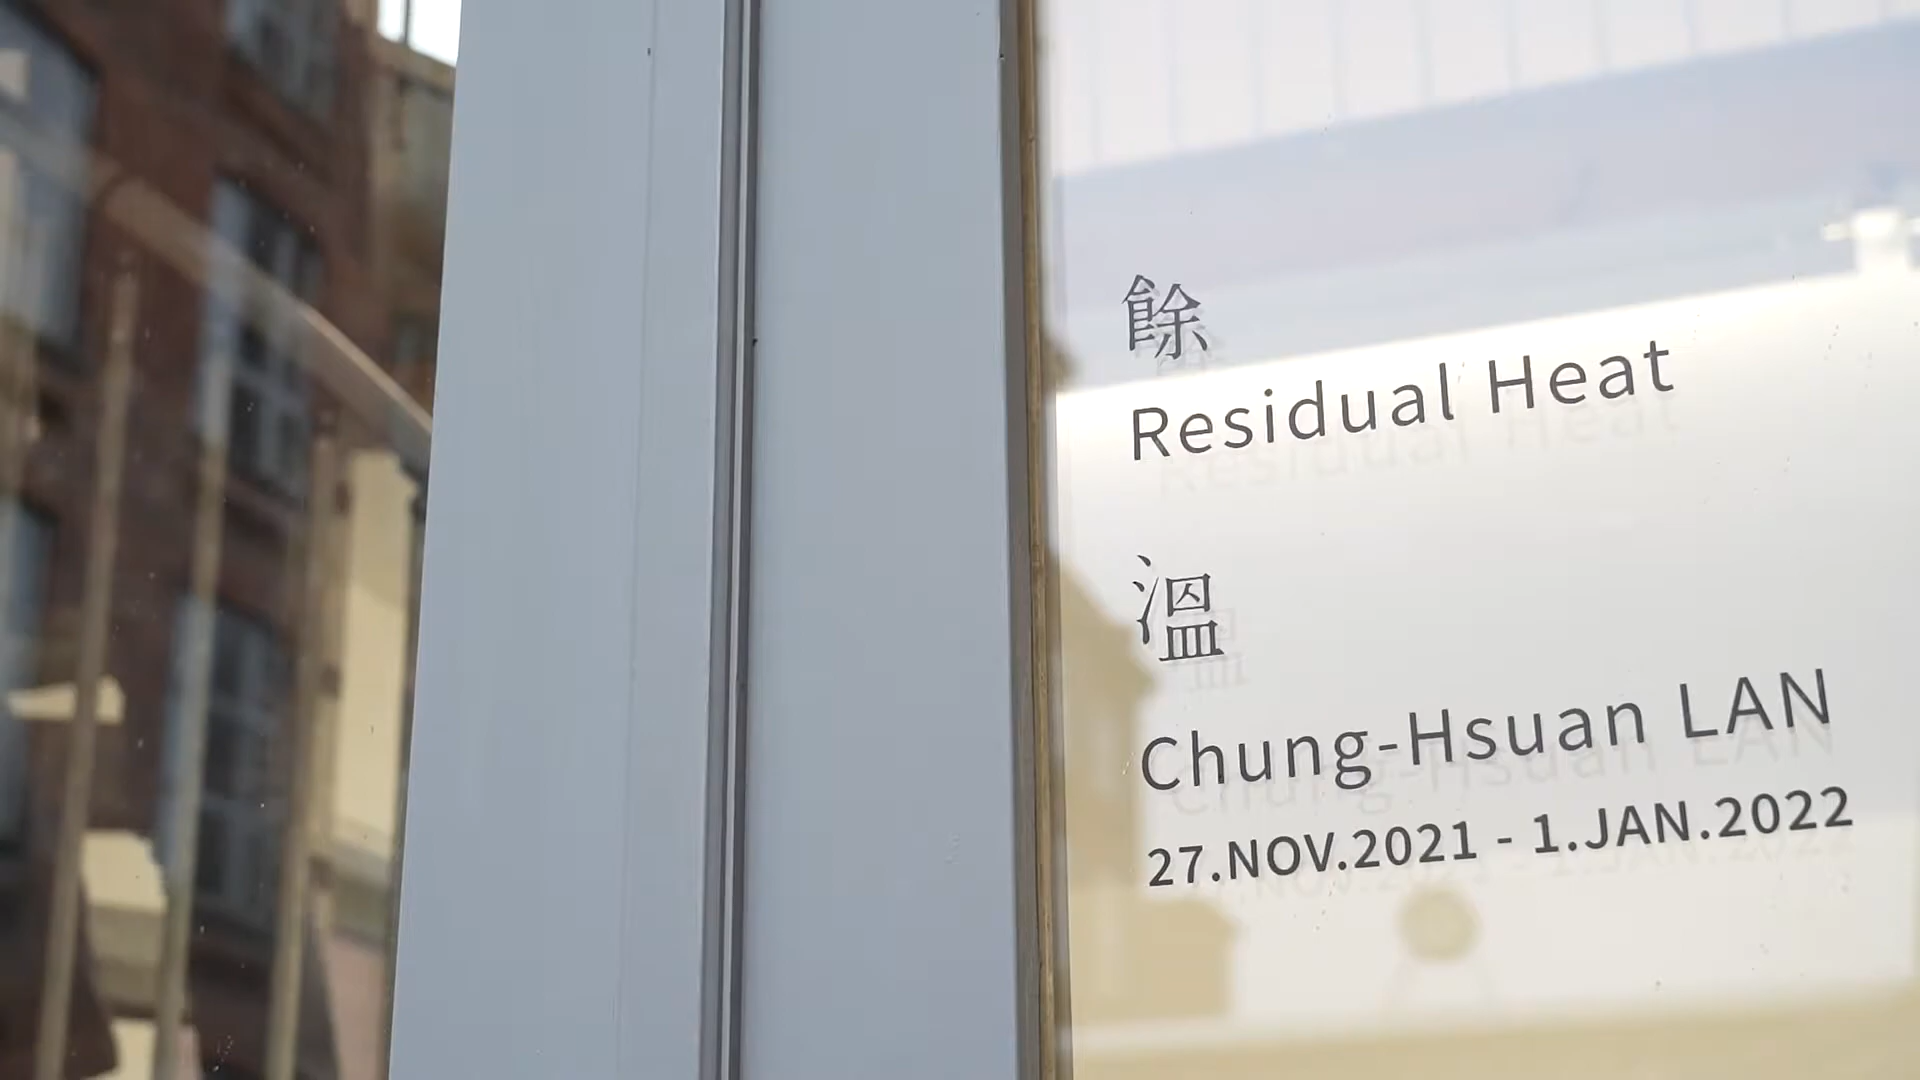 餘
Residual Heat
溫
Chung-Hsuan LAN
27.NOV.2021 - 1.JAN.2022